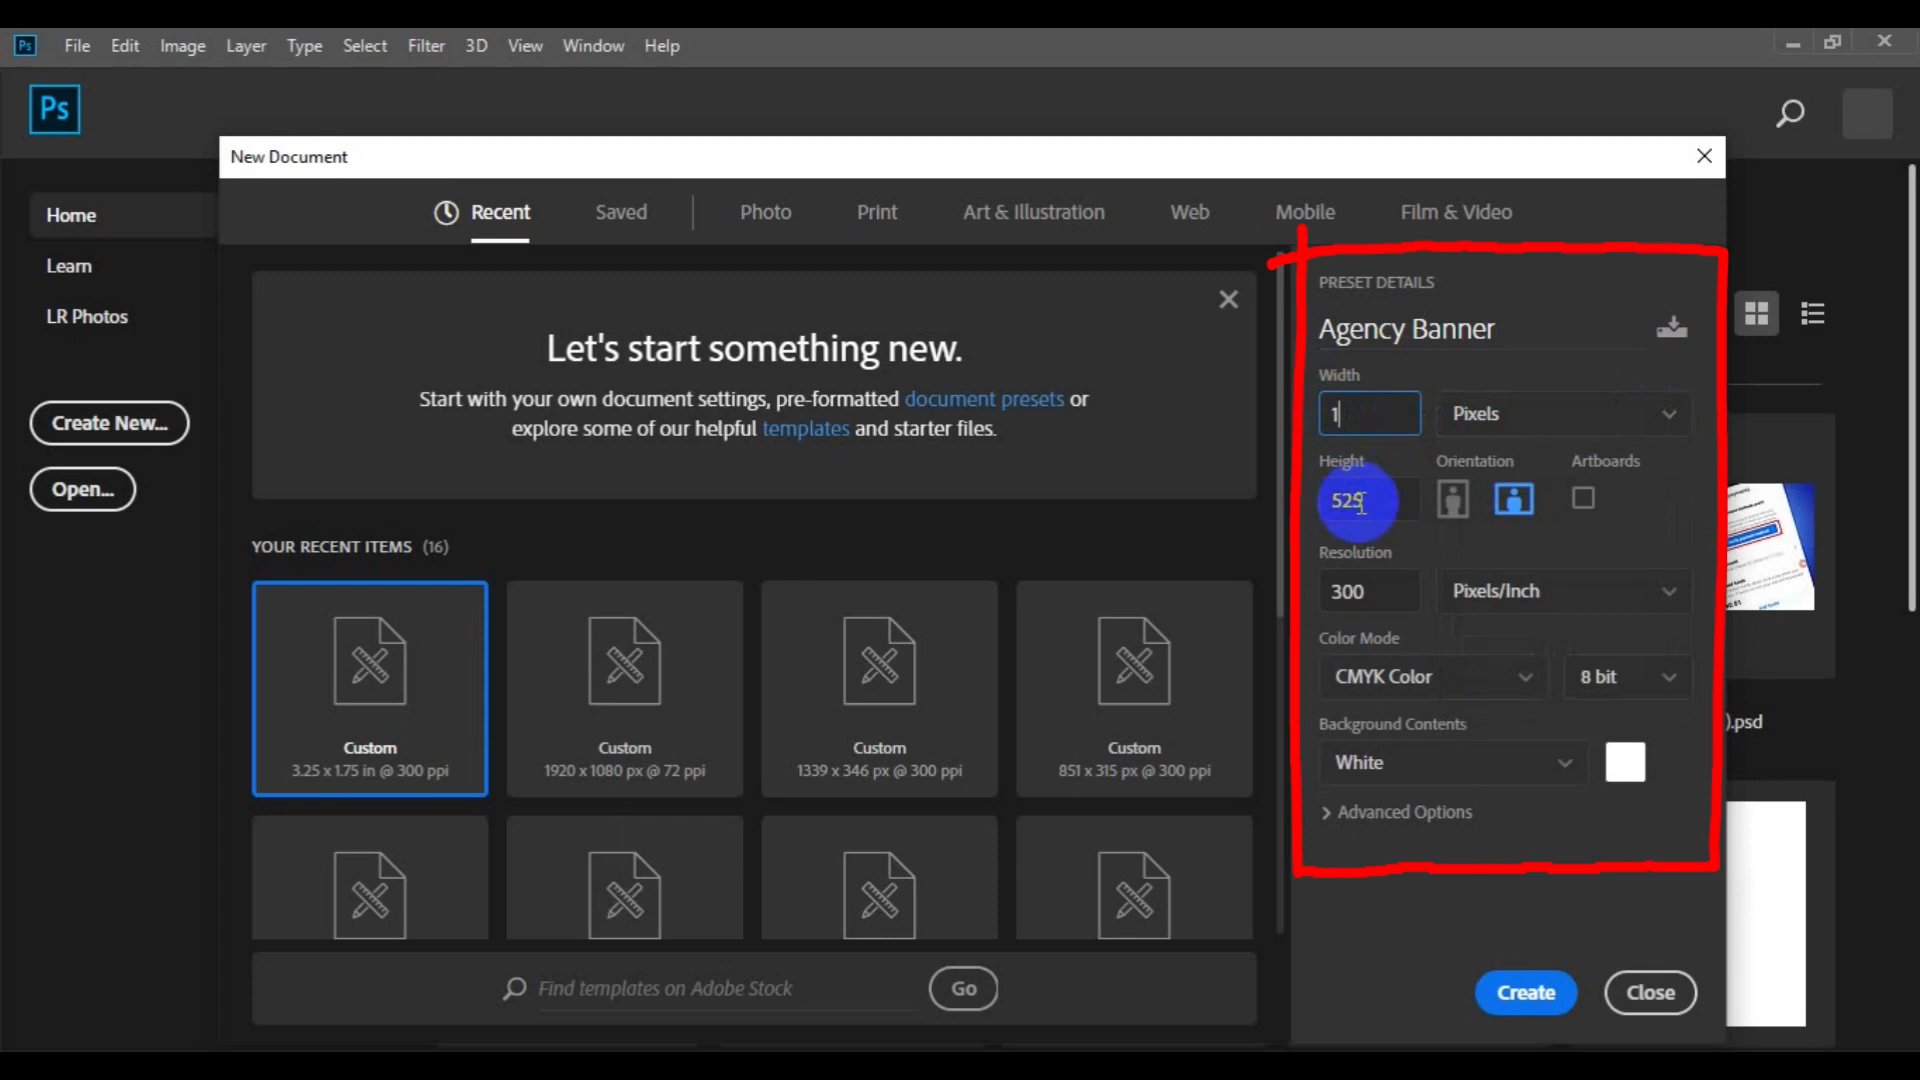 Ps File Edit Image Layer Type Select Filter 3D View Window Help
Ps
New Document
Home
Learn
LR Photos
Create New...
Open...
Recent Saved Photo Print Art & Illustration Web Mobile Film & Video
Let's start something new.
Start with your own document settings, pre-formatted document presets or
explore some of our helpful templates and starter files.
YOUR RECENT ITEMS (16)
Custom
3.25 x 1.75 in @ 300 ppi
Custom
1920 x 1080 px @ 72 ppi
Custom
1339 x 346 px @ 300 ppi
Custom
851 x 315 px @ 300 ppi
Find templates on Adobe Stock Go
PRESET DETAILS
Agency Banner
Width
1 Pixels
Height Orientation Artboards
525
Resolution
300 Pixels/Inch
Color Mode
CMYK Color 8 bit
Background Contents
White
Advanced Options
Create Close
).psd